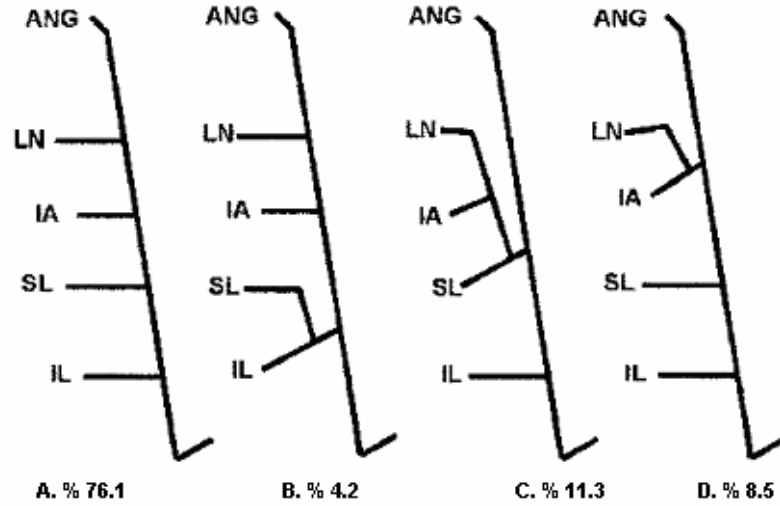 ANG ANG ANG ANG
LN LN LN LN
IA IA IA IA
SL SL SL SL
IL IL IL IL
A. % 76.1 B. % 4.2 C. % 11.3 D. % 8.5